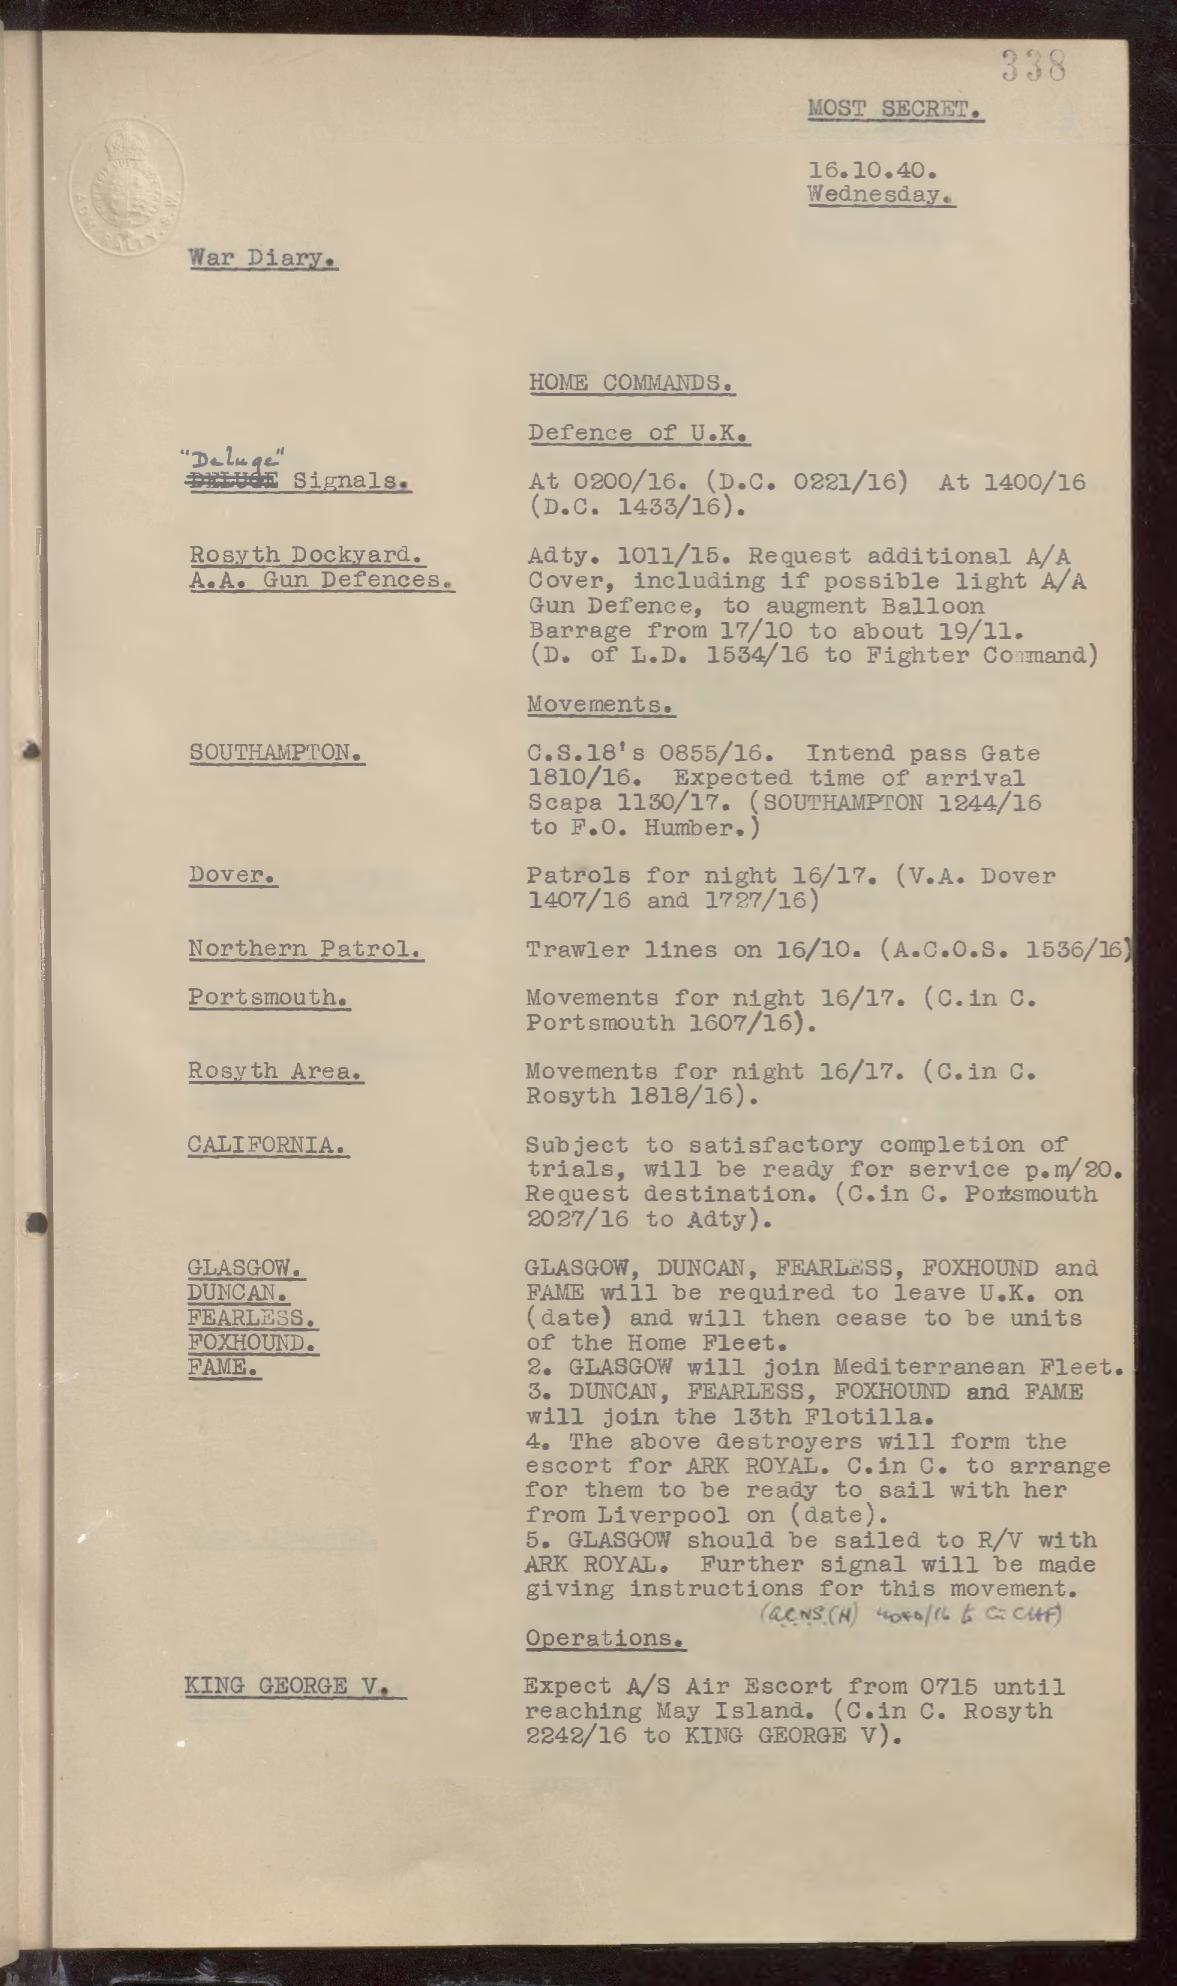 338
MOST SECRET.
16.10.40.
Wednesday.
War Diary.
HOME COMMANDS.
Defence of U.K.
"Deluge"
DELUGE Signals.
At 0200/16. (D.C. 0221/16) At 1400/16
(D.C. 1433/16).
Rosyth Dockyard.
A.A. Gun Defences.
Adty. 1011/15. Request additional A/A
Cover, including if possible light A/A
Gun Defence, to augment Balloon
Barrage from 17/10 to about 19/11.
(D. of L.D. 1534/16 to Fighter Command)
Movements.
SOUTHAMPTON.
C.S.18's 0855/16. Intend pass Gate
1810/16. Expected time of arrival
Scapa 1130/17. (SOUTHAMPTON 1244/16
to F.O. Humber.)
Dover.
Patrols for night 16/17. (V.A. Dover
1407/16 and 1727/16)
Northern Patrol.
Trawler lines on 16/10. (A.C.O.S. 1536/16)
Portsmouth.
Movements for night 16/17. (C.in C.
Portsmouth 1607/16).
Rosyth Area.
Movements for night 16/17. (C.in C.
Rosyth 1818/16).
CALIFORNIA.
Subject to satisfactory completion of
trials, will be ready for service p.m/20.
Request destination. (C.in C. Portsmouth
2027/16 to Adty).
GLASGOW.
DUNCAN.
FEARLESS.
FOXHOUND.
FAME.
GLASGOW, DUNCAN, FEARLESS, FOXHOUND and
FAME will be required to leave U.K. on
(date) and will then cease to be units
of the Home Fleet.
2. GLASGOW will join Mediterranean Fleet.
3. DUNCAN, FEARLESS, FOXHOUND and FAME
will join the 13th Flotilla.
4. The above destroyers will form the
escort for ARK ROYAL. C.in C. to arrange
for them to be ready to sail with her
from Liverpool on (date).
5. GLASGOW should be sailed to R/V with
ARK ROYAL. Further signal will be made
giving instructions for this movement.
(ACNS(H) /16 to C in CHF)
Operations.
KING GEORGE V.
Expect A/S Air Escort from 0715 until
reaching May Island. (C.in C. Rosyth
2242/16 to KING GEORGE V).